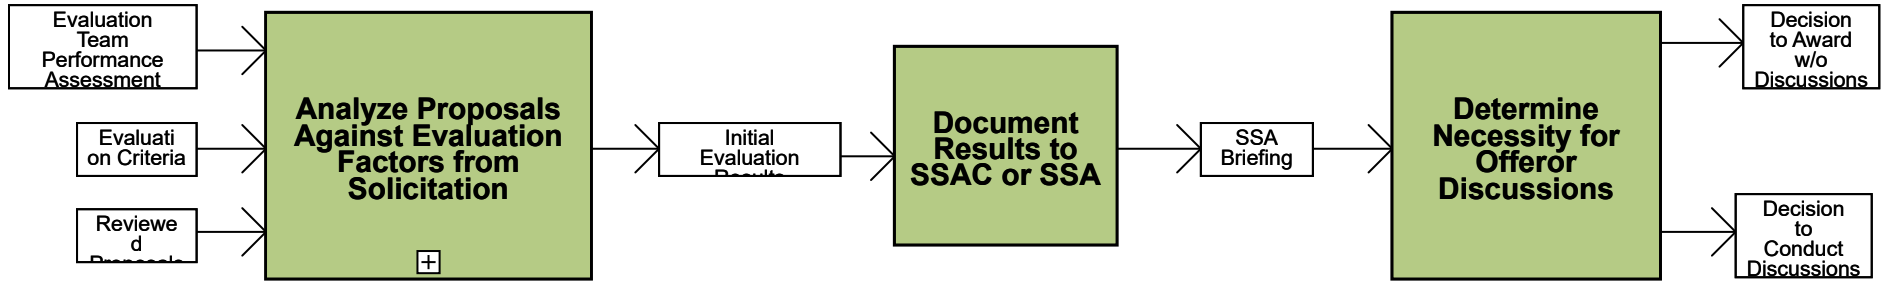 Evaluation
Team
Performance
Assessment
Evaluati
on Criteria
Reviewe
d
Proposals
Analyze Proposals
Against Evaluation
Factors from
Solicitation
Initial
Evaluation
Results
Document
Results to
SSAC or SSA
SSA
Briefing
Determine
Necessity for
Offeror
Discussions
Decision
to Award
w/o
Discussions
Decision
to
Conduct
Discussions